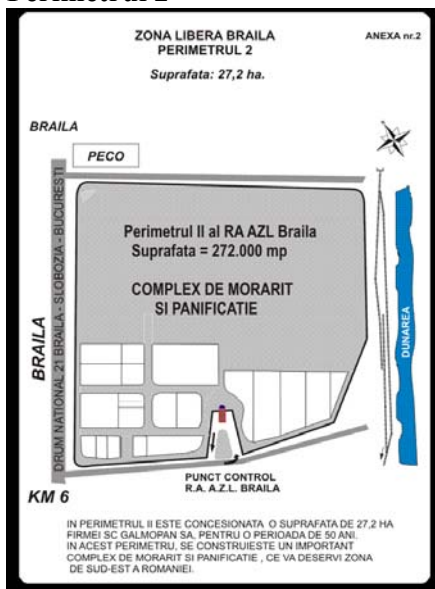 ZONA LIBERA BRAILA
PERIMETRUL 2
ANEXA nr.2
Suprafata: 27,2 ha.
BRAILA
PECO
Perimetrul II al RA AZL Braila
Suprafata = 272.000 mp
COMPLEX DE MORARIT
SI PANIFICATIE
BRAILA
DRUM NATIONAL 21 BRAILA - SLOBOZIA - BUCURESTI
DUNAREA
PUNCT CONTROL
R.A. A.Z.L. BRAILA
KM 6
IN PERIMETRUL II ESTE CONCESIONATA O SUPRAFATA DE 27,2 HA
FIRMEI SC GALMOPAN SA, PENTRU O PERIOADA DE 50 ANI.
IN ACEST PERIMETRU, SE CONSTRUIESTE UN IMPORTANT
COMPLEX DE MORARIT SI PANIFICATIE , CE VA DESERVI ZONA
DE SUD-EST A ROMANIEI.